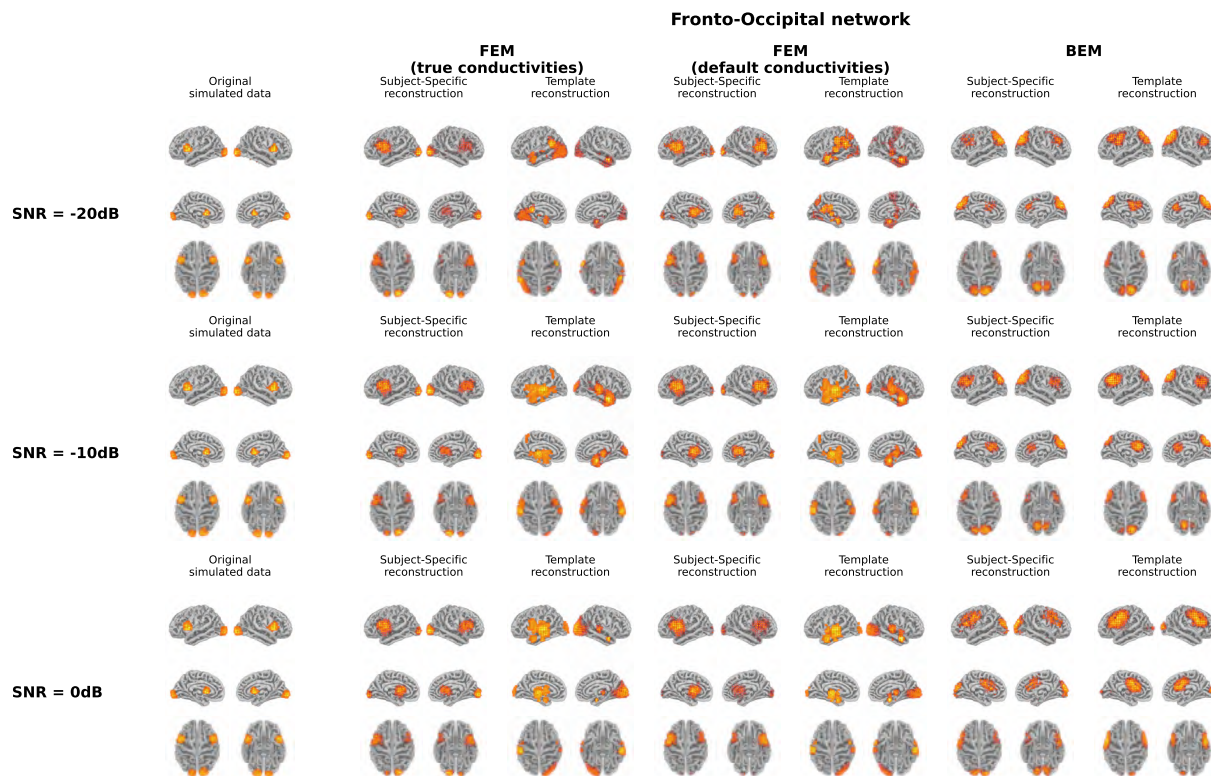 Fronto-Occipital network
FEM
(true conductivities)
FEM
(default conductivities)
BEM
Original
simulated data
Subject-Specific
reconstruction
Template
reconstruction
Subject-Specific
reconstruction
Template
reconstruction
Subject-Specific
reconstruction
Template
reconstruction
SNR = -20dB
Original
simulated data
Subject-Specific
reconstruction
Template
reconstruction
Subject-Specific
reconstruction
Template
reconstruction
Subject-Specific
reconstruction
Template
reconstruction
SNR = -10dB
Original
simulated data
Subject-Specific
reconstruction
Template
reconstruction
Subject-Specific
reconstruction
Template
reconstruction
Subject-Specific
reconstruction
Template
reconstruction
SNR = 0dB